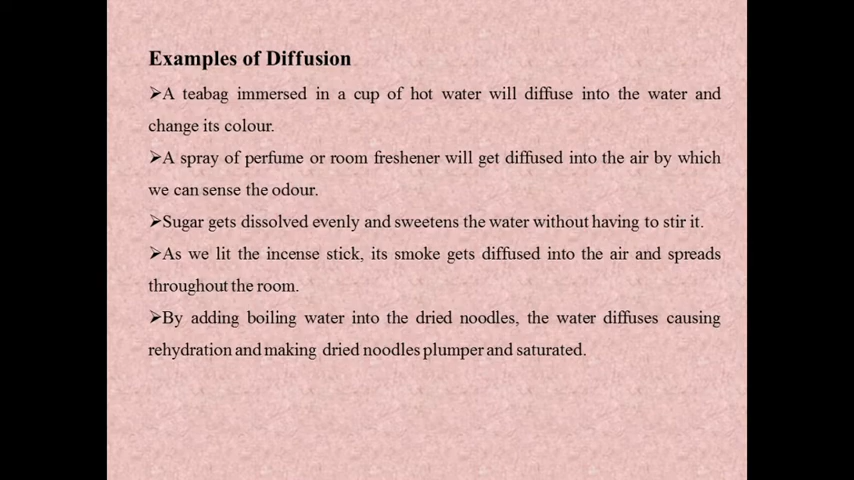 Examples of Diffusion
➢A teabag immersed in a cup of hot water will diffuse into the water and
change its colour.
➢A spray of perfume or room freshener will get diffused into the air by which
we can sense the odour.
➢Sugar gets dissolved evenly and sweetens the water without having to stir it.
➢As we lit the incense stick, its smoke gets diffused into the air and spreads
throughout the room.
➢By adding boiling water into the dried noodles, the water diffuses causing
rehydration and making dried noodles plumper and saturated.